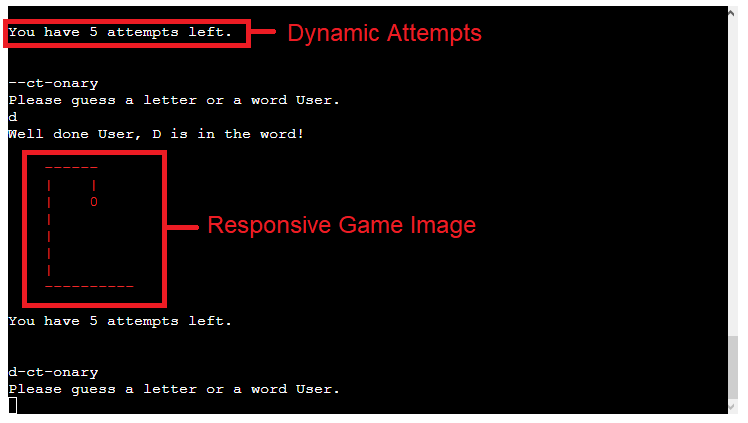 You have 5 attempts left.
Dynamic Attempts
--ct-onary
Please guess a letter or a word User.
d
Well done User, D is in the word!
------
|    |
|    O
|
|
|
|
----------
Responsive Game Image
You have 5 attempts left.
d-ct-onary
Please guess a letter or a word User.